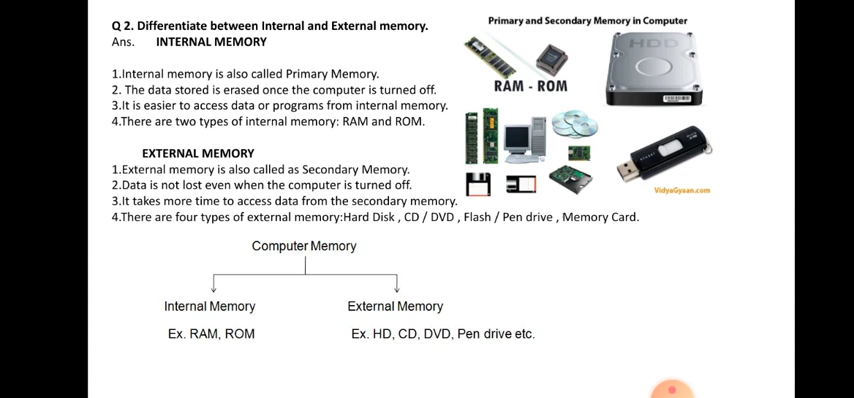 Q 2. Differentiate between Internal and External memory.
Primary and Secondary Memory in Computer
Ans. INTERNAL MEMORY
HDD
1.Internal memory is also called Primary Memory.
2. The data stored is erased once the computer is turned off.
RAM - ROM
3.It is easier to access data or programs from internal memory.
4.There are two types of internal memory: RAM and ROM.
EXTERNAL MEMORY
1.External memory is also called as Secondary Memory.
2.Data is not lost even when the computer is turned off.
VidyaGyaan.com
3.It takes more time to access data from the secondary memory.
4.There are four types of external memory:Hard Disk , CD / DVD , Flash / Pen drive , Memory Card.
Computer Memory
Internal Memory External Memory
Ex. RAM, ROM Ex. HD, CD, DVD, Pen drive etc.